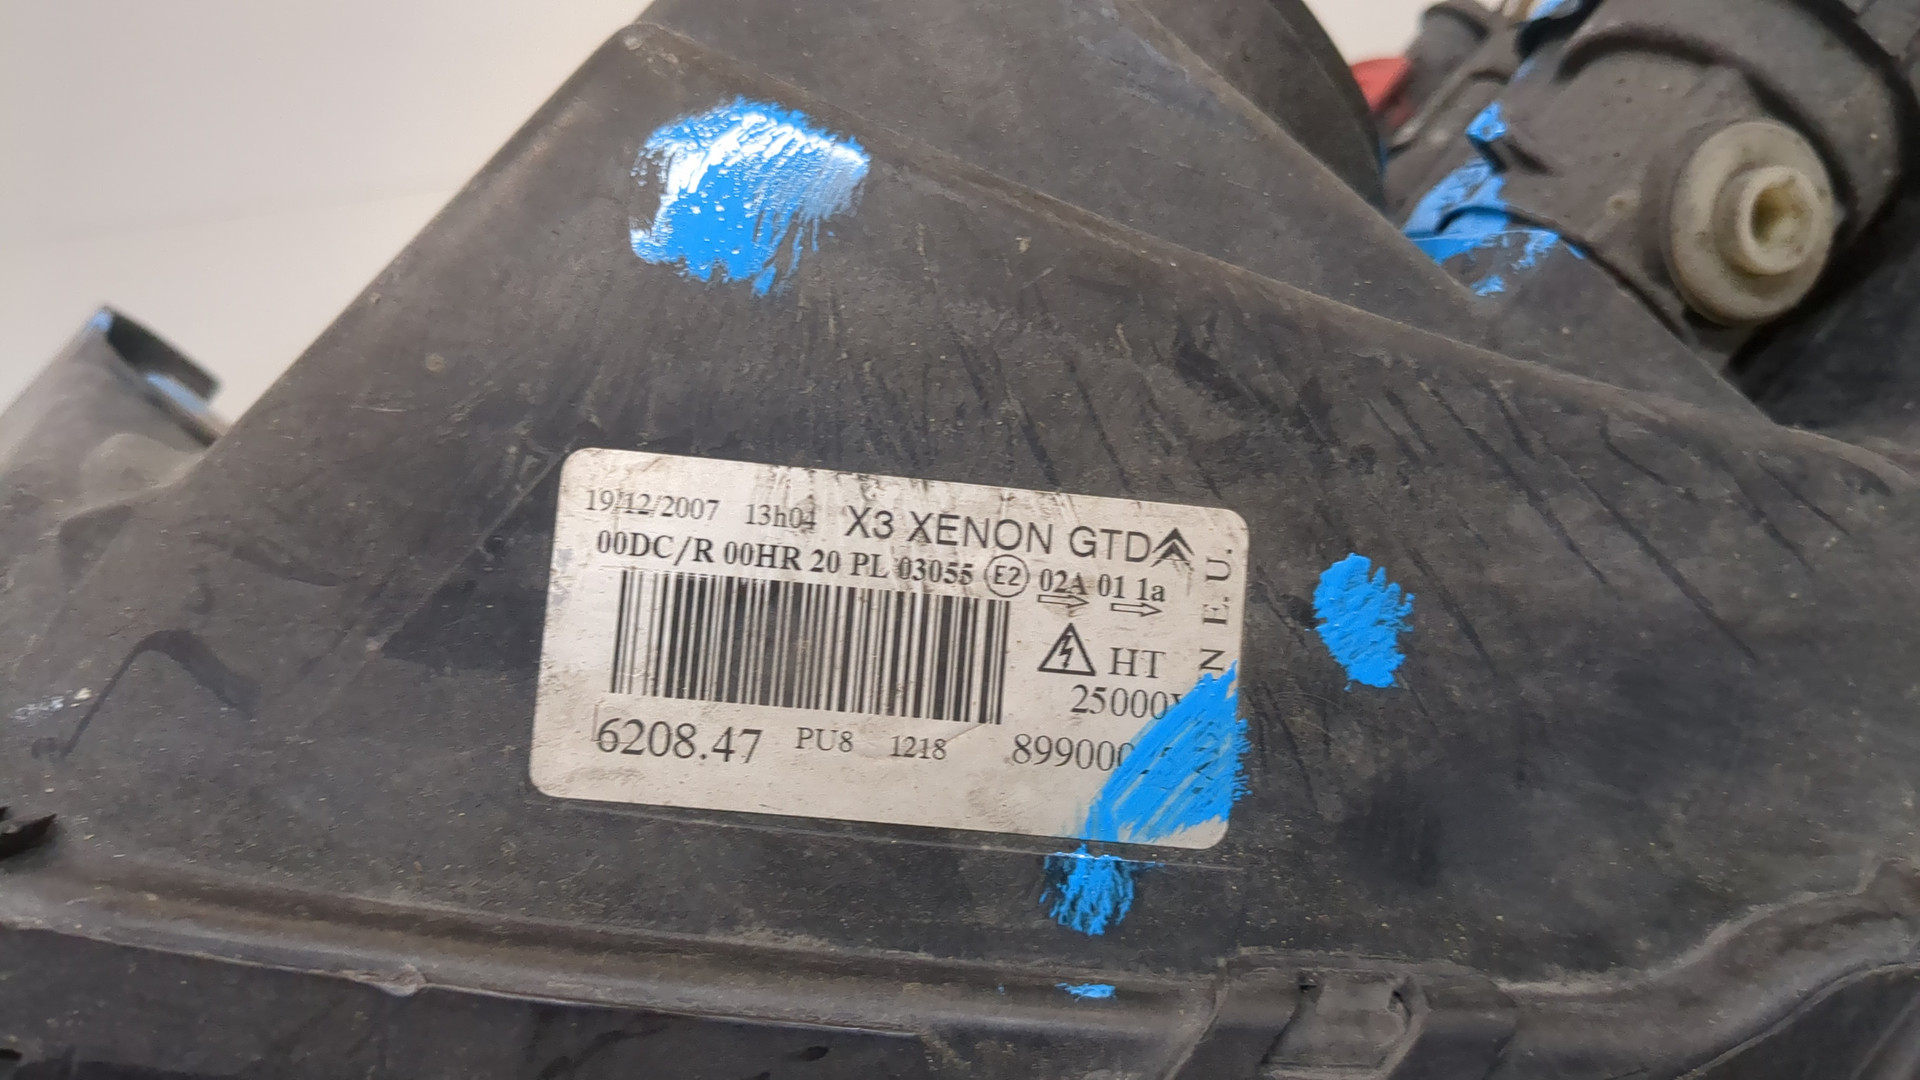 19/12/2007 13h04 X3 XENON GTD
00DC/R 00HR 20 PL 03055 E2 02A 01 1a
HT
25000
6208.47 PU8 1218
E.U.